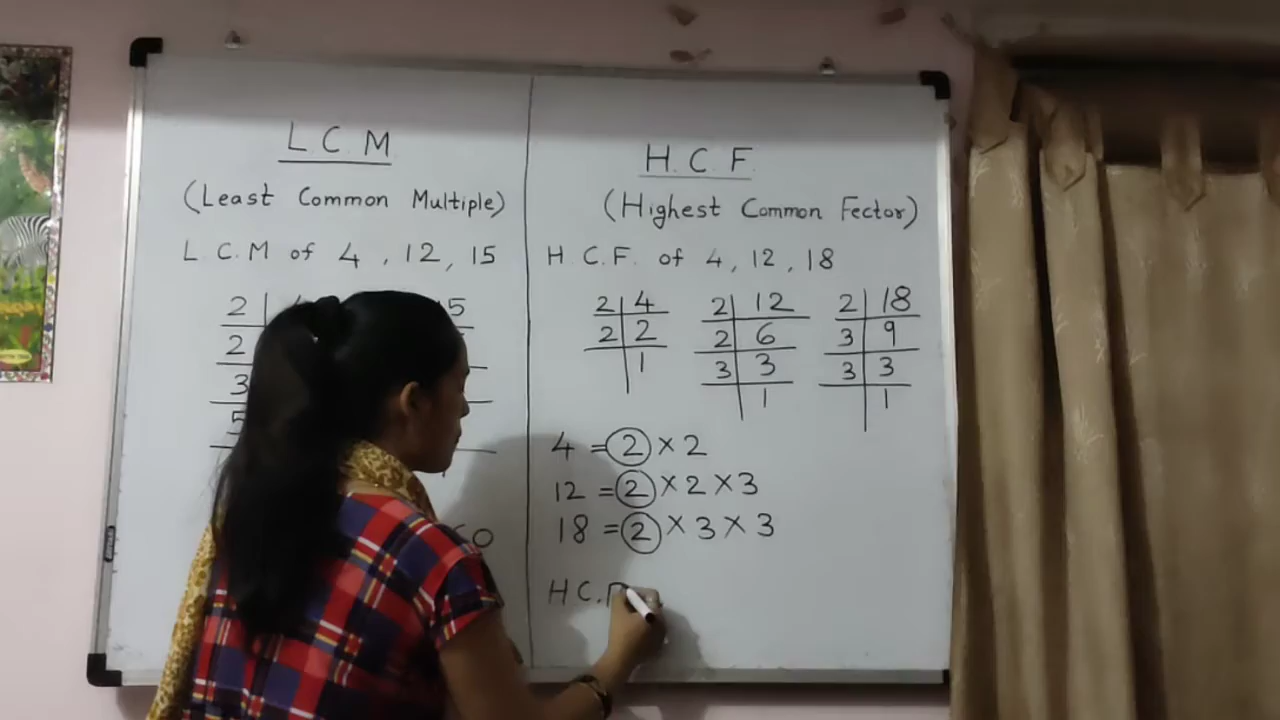 L C M
(Least Common Multiple)
L C.M of 4 , 12 , 15
2
2
3
5
H. C. F.
(Highest Common Fector)
H.C.F. of 4, 12, 18
2 | 4
2 | 2
1
2 | 12
2 | 6
3 | 3
1
2 | 18
3 | 9
3 | 3
1
4 = 2 × 2
12 = 2 × 2 × 3
18 = 2 × 3 × 3
H C.